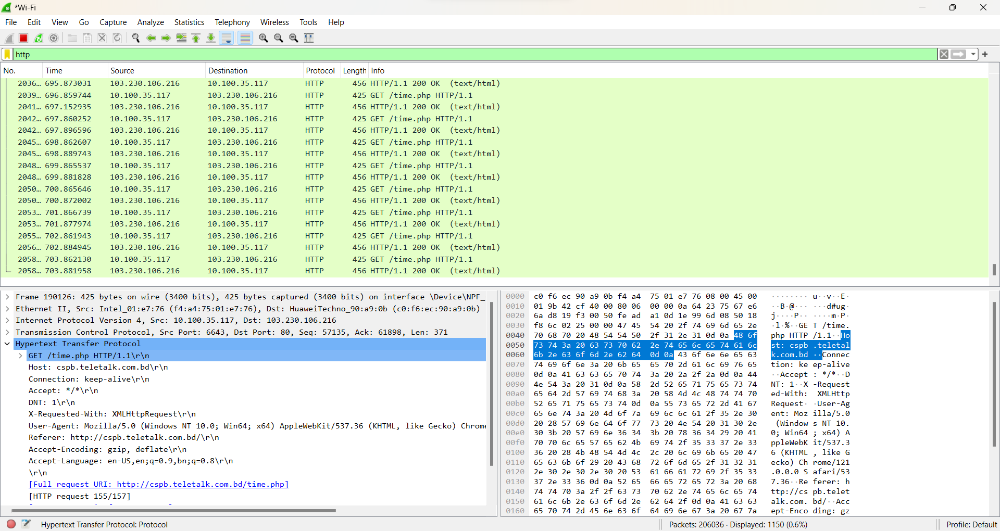 *Wi-Fi
File Edit View Go Capture Analyze Statistics Telephony Wireless Tools Help
http
No. Time Source Destination Protocol Length Info
2036… 695.873031 103.230.106.216 10.100.35.117 HTTP 456 HTTP/1.1 200 OK (text/html)
2039… 696.859744 10.100.35.117 103.230.106.216 HTTP 425 GET /time.php HTTP/1.1
2041… 697.152935 103.230.106.216 10.100.35.117 HTTP 456 HTTP/1.1 200 OK (text/html)
2042… 697.860252 10.100.35.117 103.230.106.216 HTTP 425 GET /time.php HTTP/1.1
2042… 697.896596 103.230.106.216 10.100.35.117 HTTP 456 HTTP/1.1 200 OK (text/html)
2045… 698.862607 10.100.35.117 103.230.106.216 HTTP 425 GET /time.php HTTP/1.1
2045… 698.889743 103.230.106.216 10.100.35.117 HTTP 456 HTTP/1.1 200 OK (text/html)
2048… 699.865537 10.100.35.117 103.230.106.216 HTTP 425 GET /time.php HTTP/1.1
2048… 699.881828 103.230.106.216 10.100.35.117 HTTP 456 HTTP/1.1 200 OK (text/html)
2050… 700.865646 10.100.35.117 103.230.106.216 HTTP 425 GET /time.php HTTP/1.1
2050… 700.872002 103.230.106.216 10.100.35.117 HTTP 456 HTTP/1.1 200 OK (text/html)
2053… 701.866739 10.100.35.117 103.230.106.216 HTTP 425 GET /time.php HTTP/1.1
2053… 701.877974 103.230.106.216 10.100.35.117 HTTP 456 HTTP/1.1 200 OK (text/html)
2055… 702.861943 10.100.35.117 103.230.106.216 HTTP 425 GET /time.php HTTP/1.1
2056… 702.884945 103.230.106.216 10.100.35.117 HTTP 456 HTTP/1.1 200 OK (text/html)
2058… 703.862130 10.100.35.117 103.230.106.216 HTTP 425 GET /time.php HTTP/1.1
2058… 703.881958 103.230.106.216 10.100.35.117 HTTP 456 HTTP/1.1 200 OK (text/html)
Frame 190126: 425 bytes on wire (3400 bits), 425 bytes captured (3400 bits) on interface \Device\NPF_
Ethernet II, Src: Intel_01:e7:76 (f4:a4:75:01:e7:76), Dst: HuaweiTechno_90:a9:0b (c0:f6:ec:90:a9:0b)
Internet Protocol Version 4, Src: 10.100.35.117, Dst: 103.230.106.216
Transmission Control Protocol, Src Port: 6643, Dst Port: 80, Seq: 57135, Ack: 61898, Len: 371
Hypertext Transfer Protocol
GET /time.php HTTP/1.1\r\n
Host: cspb.teletalk.com.bd\r\n
Connection: keep-alive\r\n
Accept: */*\r\n
DNT: 1\r\n
X-Requested-With: XMLHttpRequest\r\n
User-Agent: Mozilla/5.0 (Windows NT 10.0; Win64; x64) AppleWebKit/537.36 (KHTML, like Gecko) Chrome
Referer: http://cspb.teletalk.com.bd/\r\n
Accept-Encoding: gzip, deflate\r\n
Accept-Language: en-US,en;q=0.9,bn;q=0.8\r\n
\r\n
[Full request URI: http://cspb.teletalk.com.bd/time.php]
[HTTP request 155/157]
0000 c0 f6 ec 90 a9 0b f4 a4 75 01 e7 76 08 00 45 00 ········ u··v··E·
0010 01 9b 42 cf 40 00 80 06 00 00 0a 64 23 75 67 e6 ··B·@··· ···d#ug·
0020 6a d8 19 f3 00 50 fe ad a1 0d 1e 99 6d 08 50 18 j····P·· ····m·P·
0030 f8 6c 02 25 00 00 47 45 54 20 2f 74 69 6d 65 2e ·l·%··GE T /time.
0040 70 68 70 20 48 54 54 50 2f 31 2e 31 0d 0a 48 6f php HTTP /1.1··Ho
0050 73 74 3a 20 63 73 70 62 2e 74 65 6c 65 74 61 6c st: cspb .teletal
0060 6b 2e 63 6f 6d 2e 62 64 0d 0a 43 6f 6e 6e 65 63 k.com.bd ··Connec
0070 74 69 6f 6e 3a 20 6b 65 65 70 2d 61 6c 69 76 65 tion: ke ep-alive
0080 0d 0a 41 63 63 65 70 74 3a 20 2a 2f 2a 0d 0a 44 ··Accept : */*··D
0090 4e 54 3a 20 31 0d 0a 58 2d 52 65 71 75 65 73 74 NT: 1··X -Request
00a0 65 64 2d 57 69 74 68 3a 20 58 4d 4c 48 74 74 70 ed-With: XMLHttp
00b0 52 65 71 75 65 73 74 0d 0a 55 73 65 72 2d 41 67 Request· ·User-Ag
00c0 65 6e 74 3a 20 4d 6f 7a 69 6c 6c 61 2f 35 2e 30 ent: Moz illa/5.0
00d0 20 28 57 69 6e 64 6f 77 73 20 4e 54 20 31 30 2e (Window s NT 10.
00e0 30 3b 20 57 69 6e 36 34 3b 20 78 36 34 29 20 41 0; Win64 ; x64) A
00f0 70 70 6c 65 57 65 62 4b 69 74 2f 35 33 37 2e 33 ppleWebK it/537.3
0100 36 20 28 4b 48 54 4d 4c 2c 20 6c 69 6b 65 20 47 6 (KHTML , like G
0110 65 63 6b 6f 29 20 43 68 72 6f 6d 65 2f 31 32 31 ecko) Ch rome/121
0120 2e 30 2e 30 2e 30 20 53 61 66 61 72 69 2f 35 33 .0.0.0 S afari/53
0130 37 2e 33 36 0d 0a 52 65 66 65 72 65 72 3a 20 68 7.36··Re ferer: h
0140 74 74 70 3a 2f 2f 63 73 70 62 2e 74 65 6c 65 74 ttp://cs pb.telet
0150 61 6c 6b 2e 63 6f 6d 2e 62 64 2f 0d 0a 41 63 63 alk.com. bd/··Acc
0160 65 70 74 2d 45 6e 63 6f 64 69 6e 67 3a 20 67 7a ept-Enco ding: gz
Hypertext Transfer Protocol: Protocol
Packets: 206036 · Displayed: 1150 (0.6%)
Profile: Default